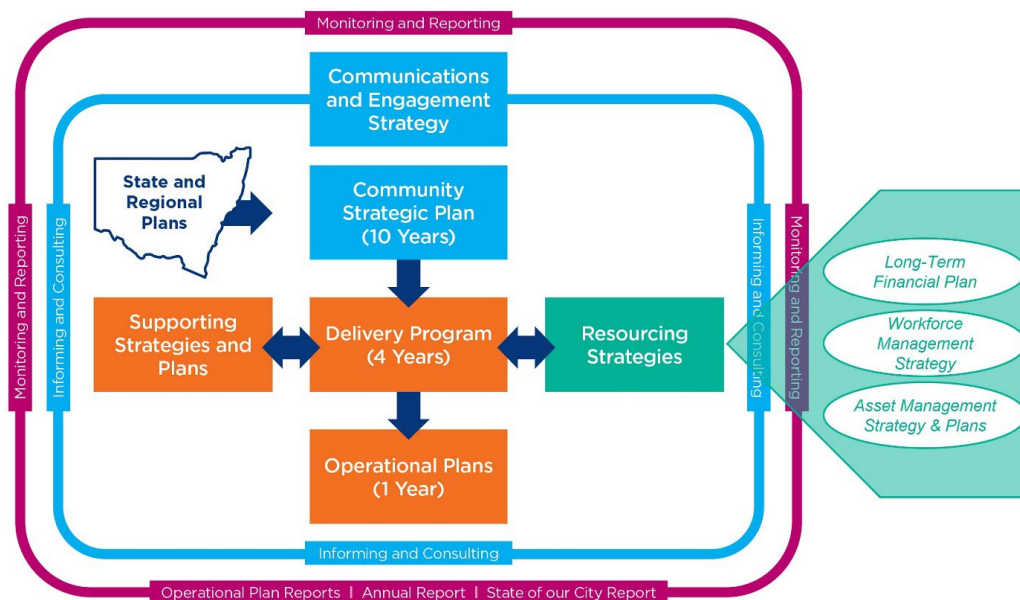 Monitoring and Reporting
Communications
and Engagement
Strategy
State and
Regional
Plans
Community
Strategic Plan
(10 Years)
Monitoring and Reporting
Informing and Consulting
Informing and Consulting
Monitoring and Reporting
Supporting
Strategies and
Plans
Delivery Program
(4 Years)
Resourcing
Strategies
Long-Term
Financial Plan
Workforce
Management
Strategy
Asset Management
Strategy & Plans
Operational Plans
(1 Year)
Informing and Consulting
Operational Plan Reports | Annual Report | State of our City Report